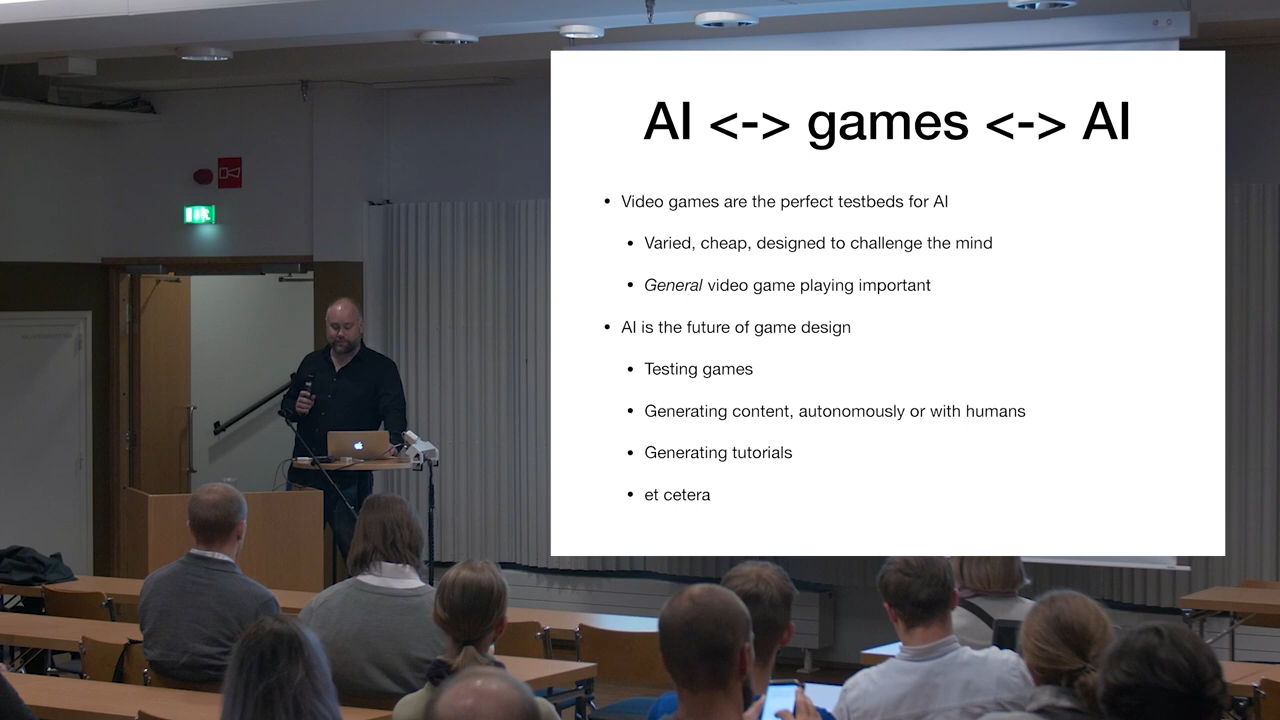 AI <-> games <-> AI
• Video games are the perfect testbeds for AI
• Varied, cheap, designed to challenge the mind
• General video game playing important
• AI is the future of game design
• Testing games
• Generating content, autonomously or with humans
• Generating tutorials
• et cetera